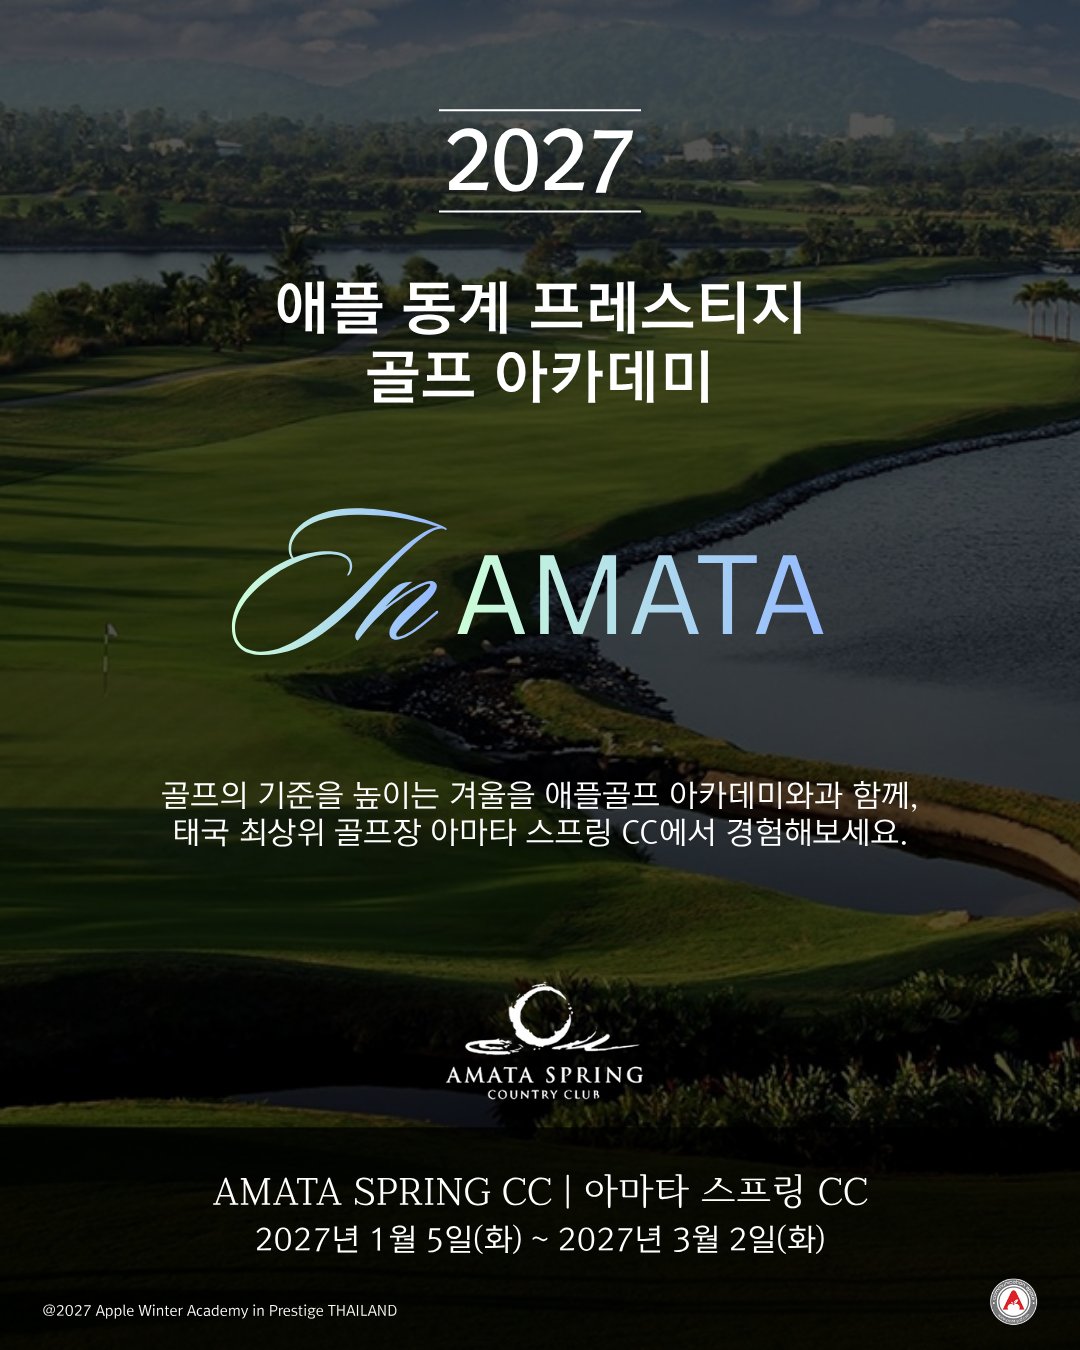 2027
애플 동계 프레스티지
골프 아카데미
In AMATA
골프의 기준을 높이는 겨울을 애플골프 아카데미와과 함께,
태국 최상위 골프장 아마타 스프링 CC에서 경험해보세요.
AMATA SPRING
COUNTRY CLUB
AMATA SPRING CC | 아마타 스프링 CC
2027년 1월 5일(화) ~ 2027년 3월 2일(화)
@2027 Apple Winter Academy in Prestige THAILAND